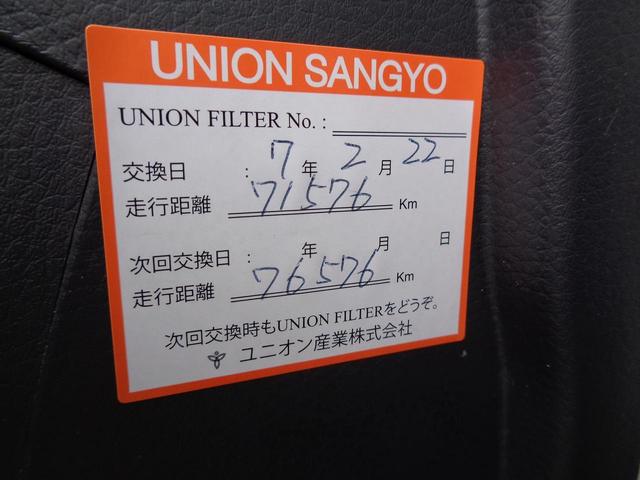 UNION SANGYO
UNION FILTER No. :
交換日 : 7年 2月 22日
走行距離 71576 Km
次回交換日 : 年 月 日
走行距離 76576 Km
次回交換時もUNION FILTERをどうぞ。
ユニオン産業株式会社